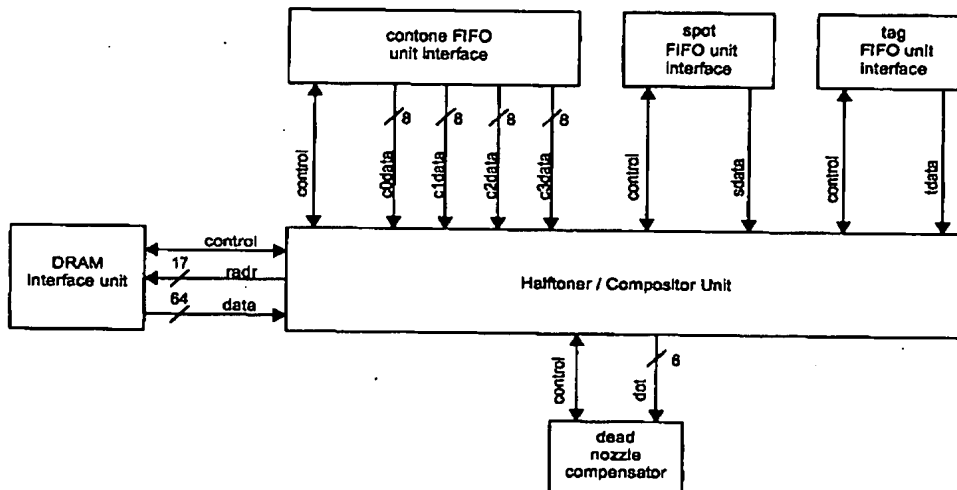 contone FIFO
unit interface
spot
FIFO unit
interface
tag
FIFO unit
interface
control
8
c0data
8
c1data
8
c2data
8
c3data
control
sdata
control
tdata
DRAM
Interface unit
control
17
radr
64
data
Halftoner / Compositor Unit
control
6
dot
dead
nozzle
compensator